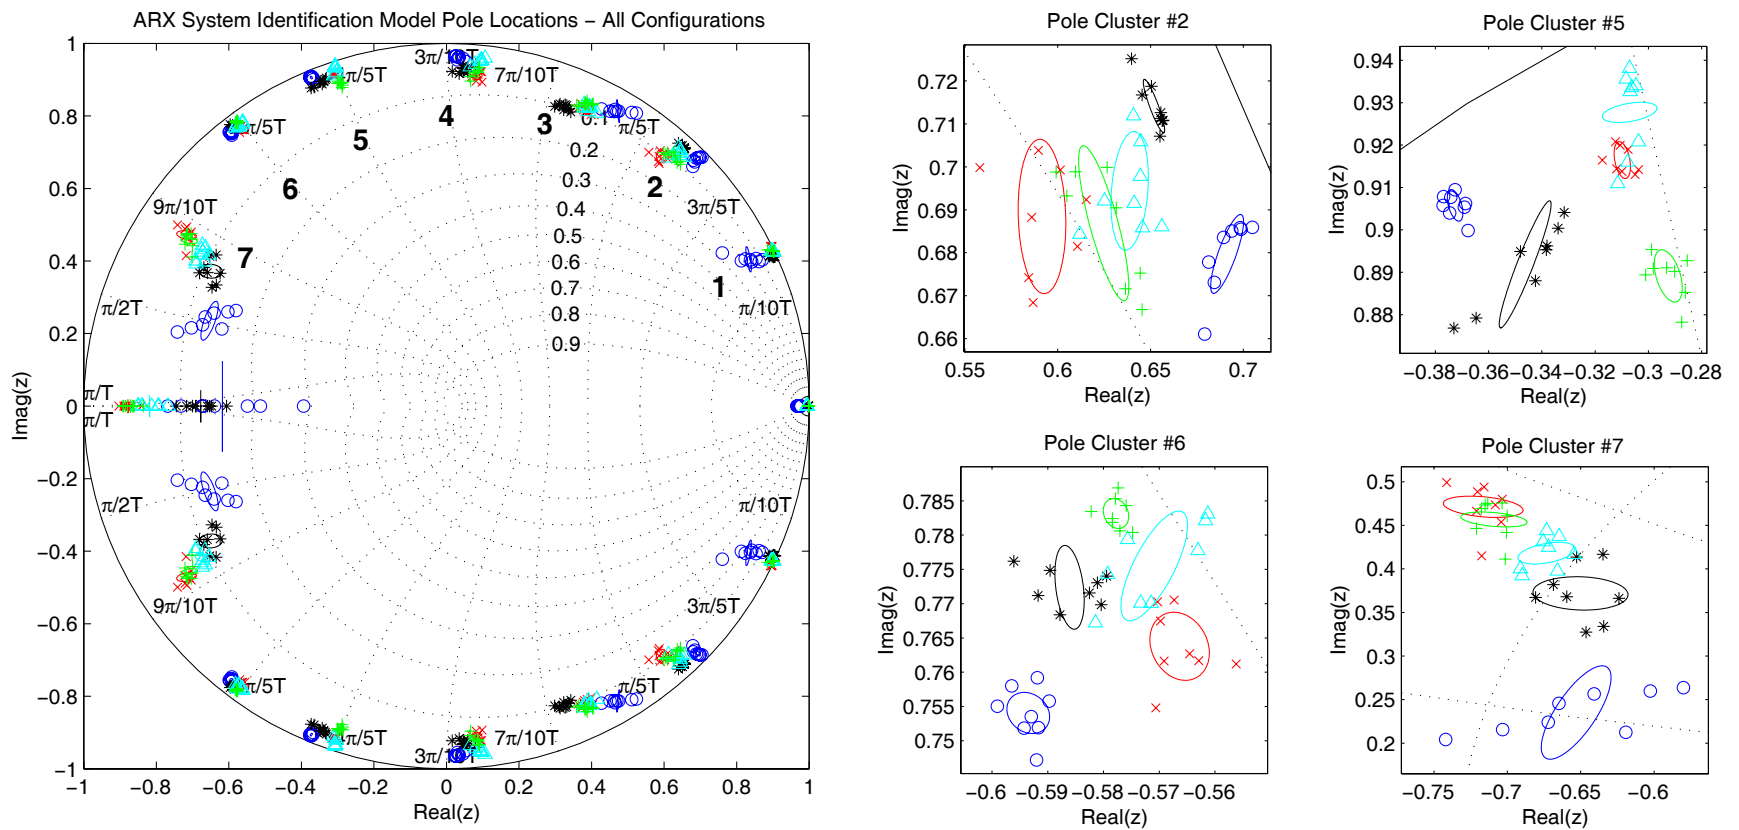 ARX System Identification Model Pole Locations − All Configurations
Imag(z)
1
0.8
0.6
0.4
0.2
0
−0.2
−0.4
−0.6
−0.8
−1
−1 −0.8 −0.6 −0.4 −0.2 0 0.2 0.4 0.6 0.8 1
Real(z)
π/5T
3π/1 T
7π/10T
π/5T
0.1
π/5T
0.2
0.3
0.4
0.5
0.6
0.7
0.8
0.9
9π/10T
3π/5T
π/2T
π/10T
π/T
π/T
π/2T
π/10T
9π/10T
3π/5T
π/5T
π/5T
π/5T
3π/1 T
7π/10T
1
2
3
4
5
6
7
Pole Cluster #2
Imag(z)
0.72
0.71
0.7
0.69
0.68
0.67
0.66
0.55 0.6 0.65 0.7
Real(z)
Pole Cluster #5
Imag(z)
0.94
0.93
0.92
0.91
0.9
0.89
0.88
−0.38 −0.36 −0.34 −0.32 −0.3 −0.28
Real(z)
Pole Cluster #6
Imag(z)
0.785
0.78
0.775
0.77
0.765
0.76
0.755
0.75
−0.6 −0.59 −0.58 −0.57 −0.56
Real(z)
Pole Cluster #7
Imag(z)
0.5
0.45
0.4
0.35
0.3
0.25
0.2
−0.75 −0.7 −0.65 −0.6
Real(z)